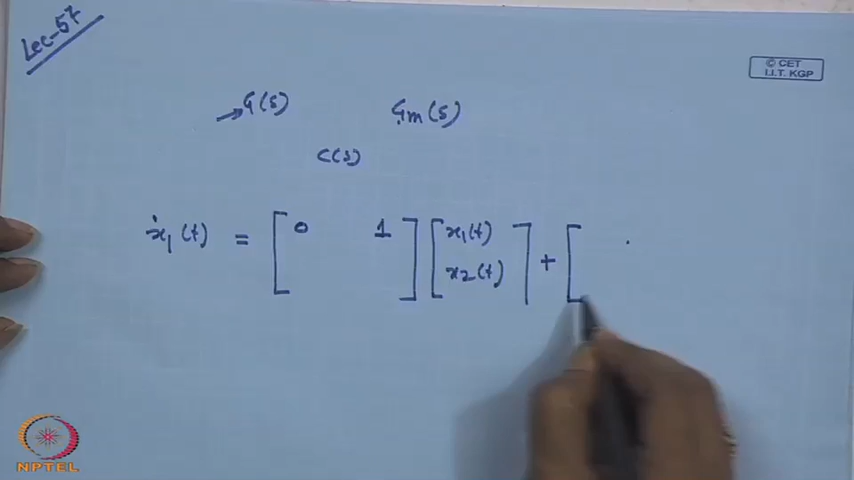 Lec-57
© CET
I.I.T. KGP
→ G(s) Gm(s)
C(s)
ẋ₁(t) = [ 0 1 ] [ x₁(t) ] + [
x₂(t)
NPTEL